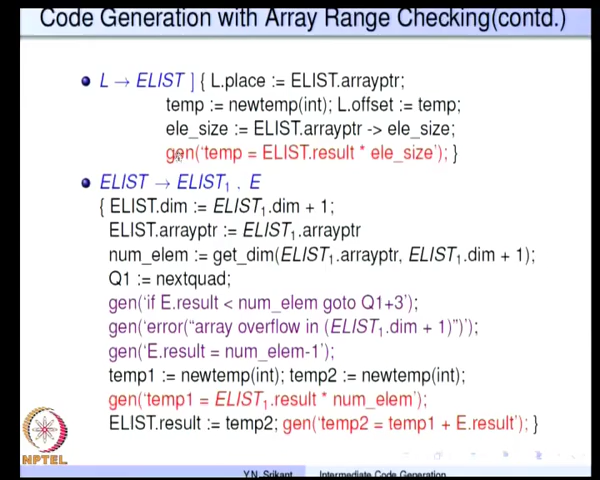 Code Generation with Array Range Checking(contd.)
L → ELIST ] { L.place := ELIST.arrayptr;
temp := newtemp(int); L.offset := temp;
ele_size := ELIST.arrayptr -> ele_size;
gen('temp = ELIST.result * ele_size'); }
ELIST → ELIST₁ . E
{ ELIST.dim := ELIST₁.dim + 1;
ELIST.arrayptr := ELIST₁.arrayptr
num_elem := get_dim(ELIST₁.arrayptr, ELIST₁.dim + 1);
Q1 := nextquad;
gen('if E.result < num_elem goto Q1+3');
gen('error("array overflow in (ELIST₁.dim + 1)")');
gen('E.result = num_elem-1');
temp1 := newtemp(int); temp2 := newtemp(int);
gen('temp1 = ELIST₁.result * num_elem');
ELIST.result := temp2; gen('temp2 = temp1 + E.result'); }
NPTEL
Y.N. Srikant Intermediate Code Generation